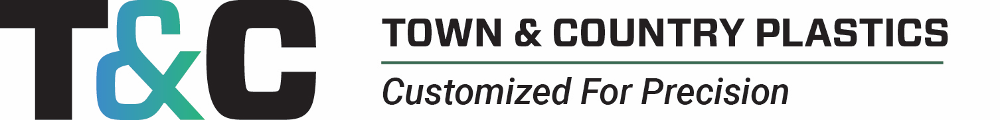 T&C
TOWN & COUNTRY PLASTICS
Customized For Precision